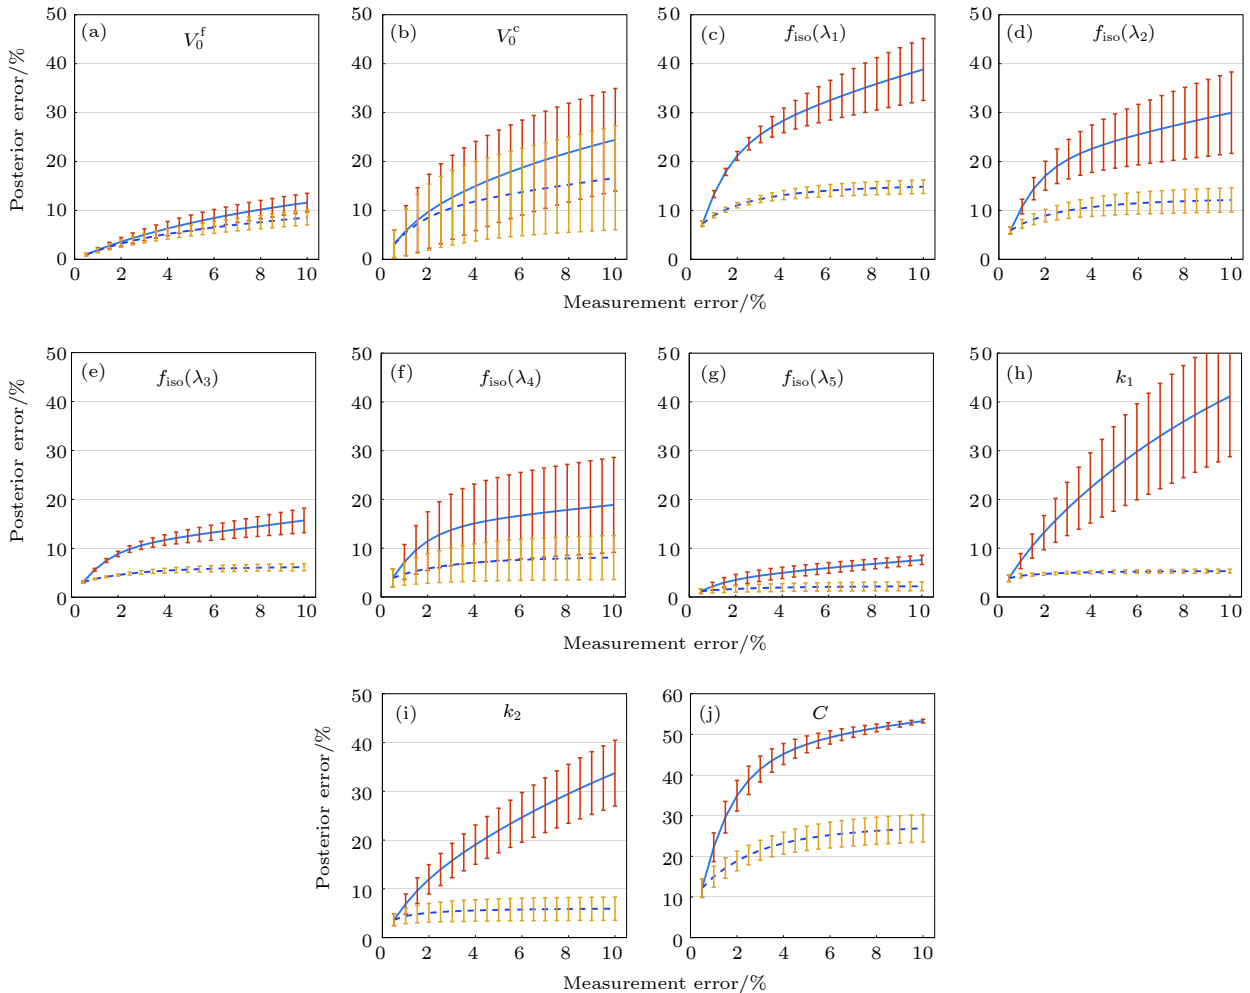 (a) V₀ᶠ
(b) V₀ᶜ
(c) f_iso(λ₁)
(d) f_iso(λ₂)
Posterior error/%
50 40 30 20 10 0
50 40 30 20 10 0
50 40 30 20 10 0
50 40 30 20 10 0
0 2 4 6 8 10
0 2 4 6 8 10
0 2 4 6 8 10
0 2 4 6 8 10
Measurement error/%
(e) f_iso(λ₃)
(f) f_iso(λ₄)
(g) f_iso(λ₅)
(h) k₁
Posterior error/%
50 40 30 20 10 0
50 40 30 20 10 0
50 40 30 20 10 0
50 40 30 20 10 0
0 2 4 6 8 10
0 2 4 6 8 10
0 2 4 6 8 10
0 2 4 6 8 10
Measurement error/%
(i) k₂
(j) C
Posterior error/%
50 40 30 20 10 0
60 50 40 30 20 10 0
0 2 4 6 8 10
0 2 4 6 8 10
Measurement error/%